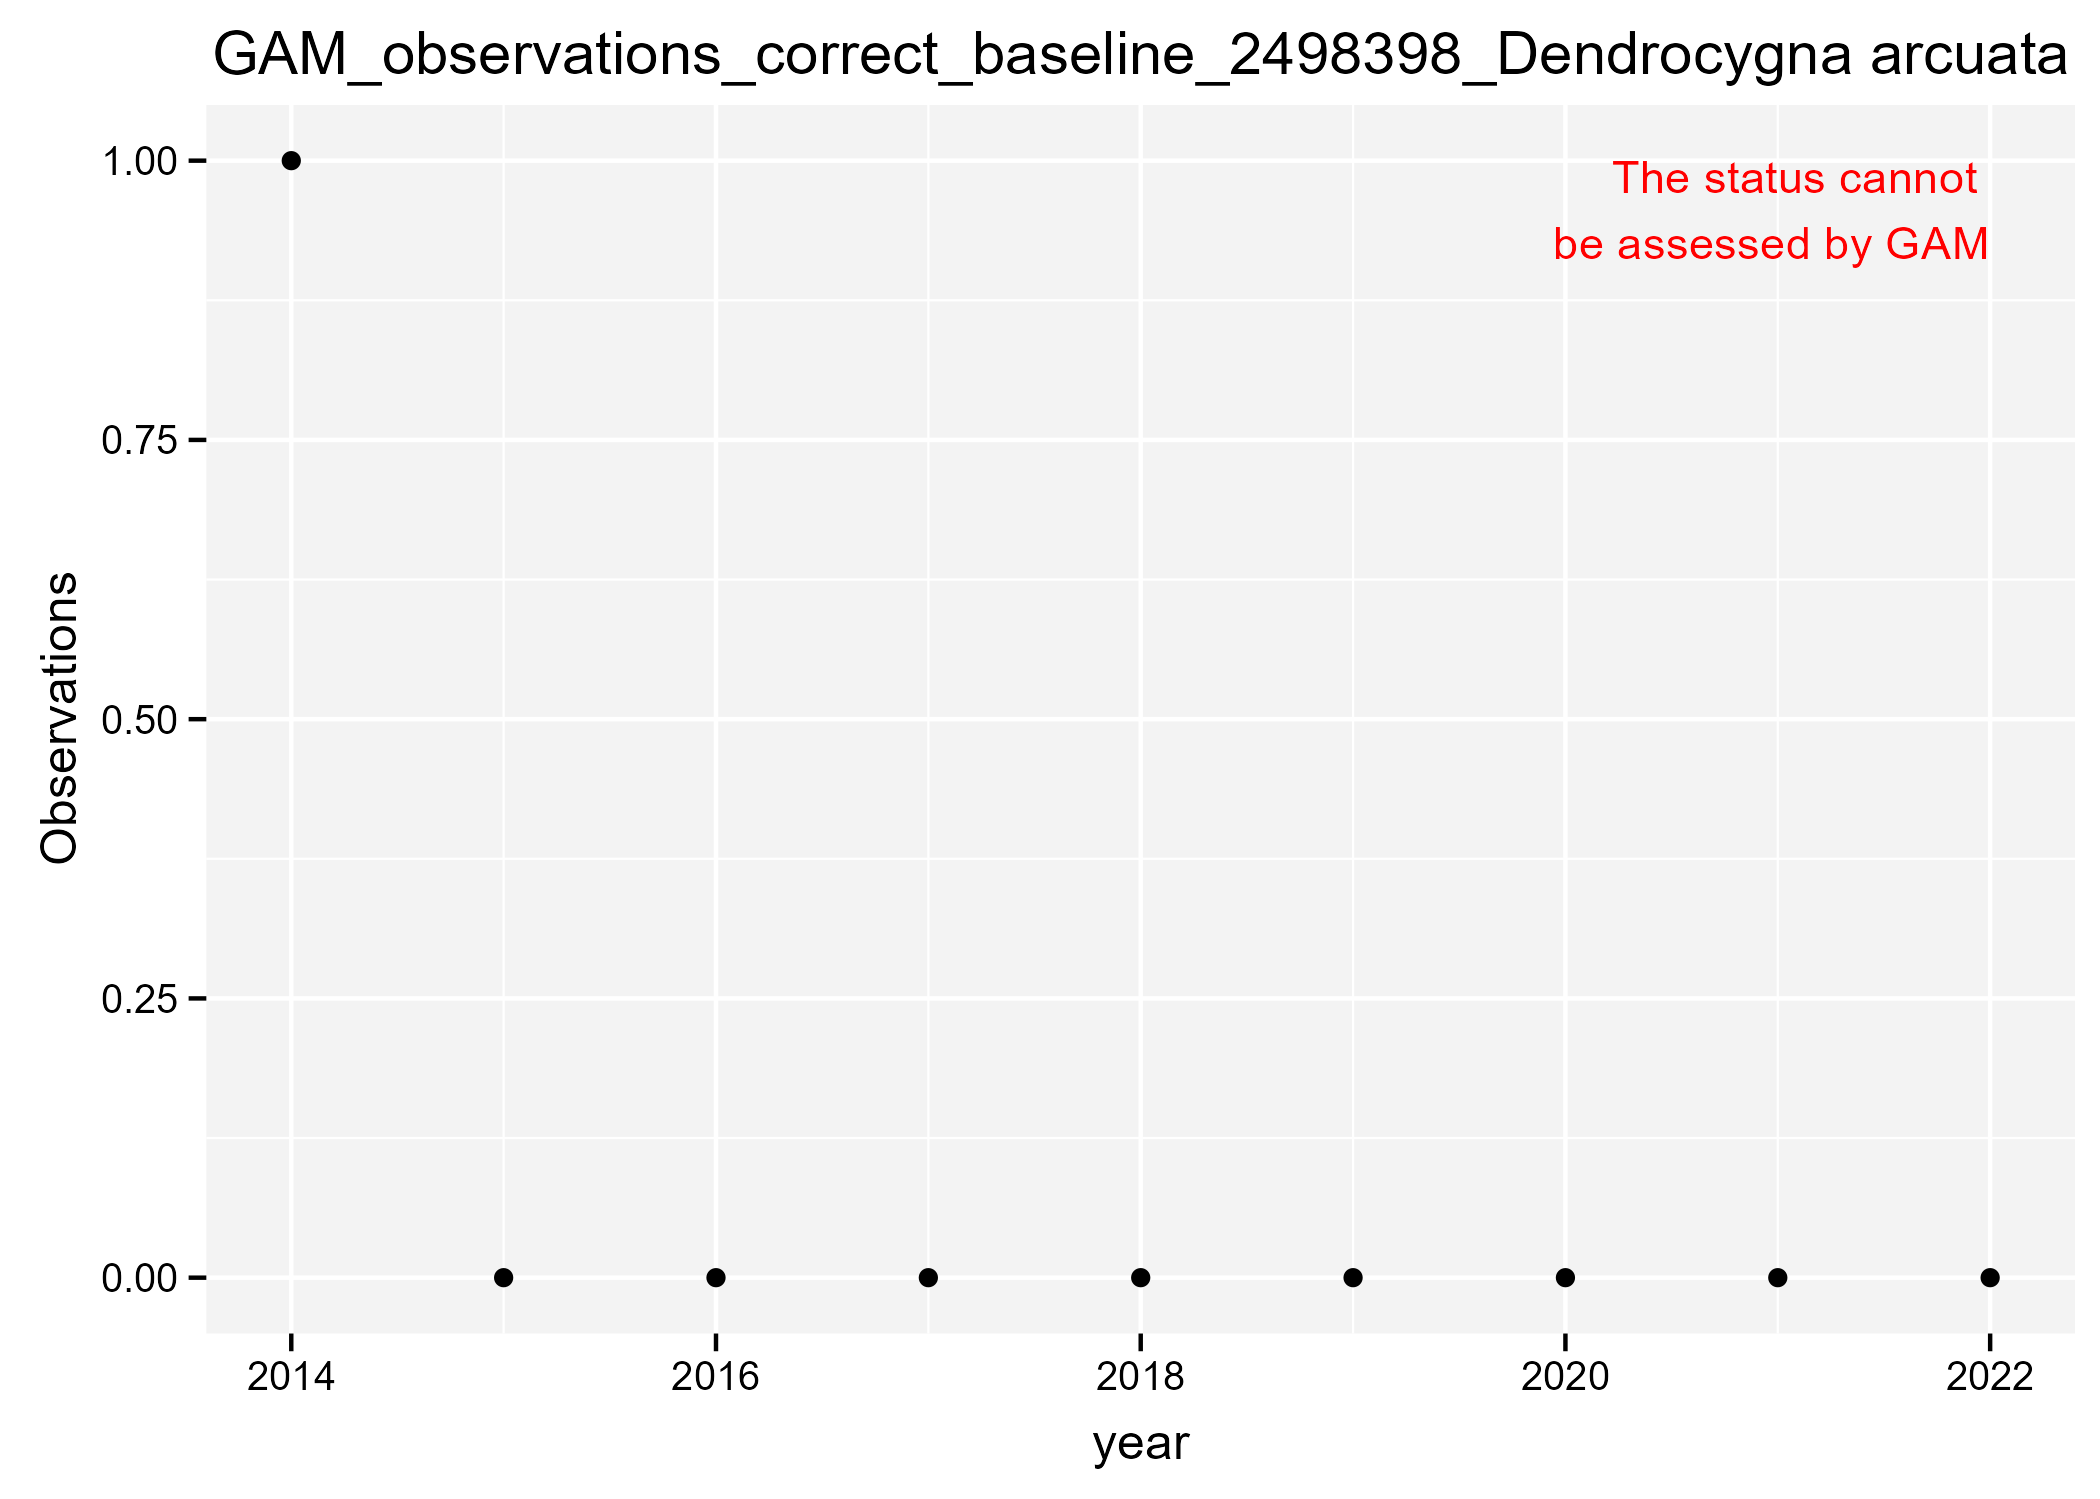 GAM_observations_correct_baseline_2498398_Dendrocygna arcuata
The status cannot
be assessed by GAM
1.00
0.75
0.50
0.25
0.00
Observations
2014
2016
2018
2020
2022
year